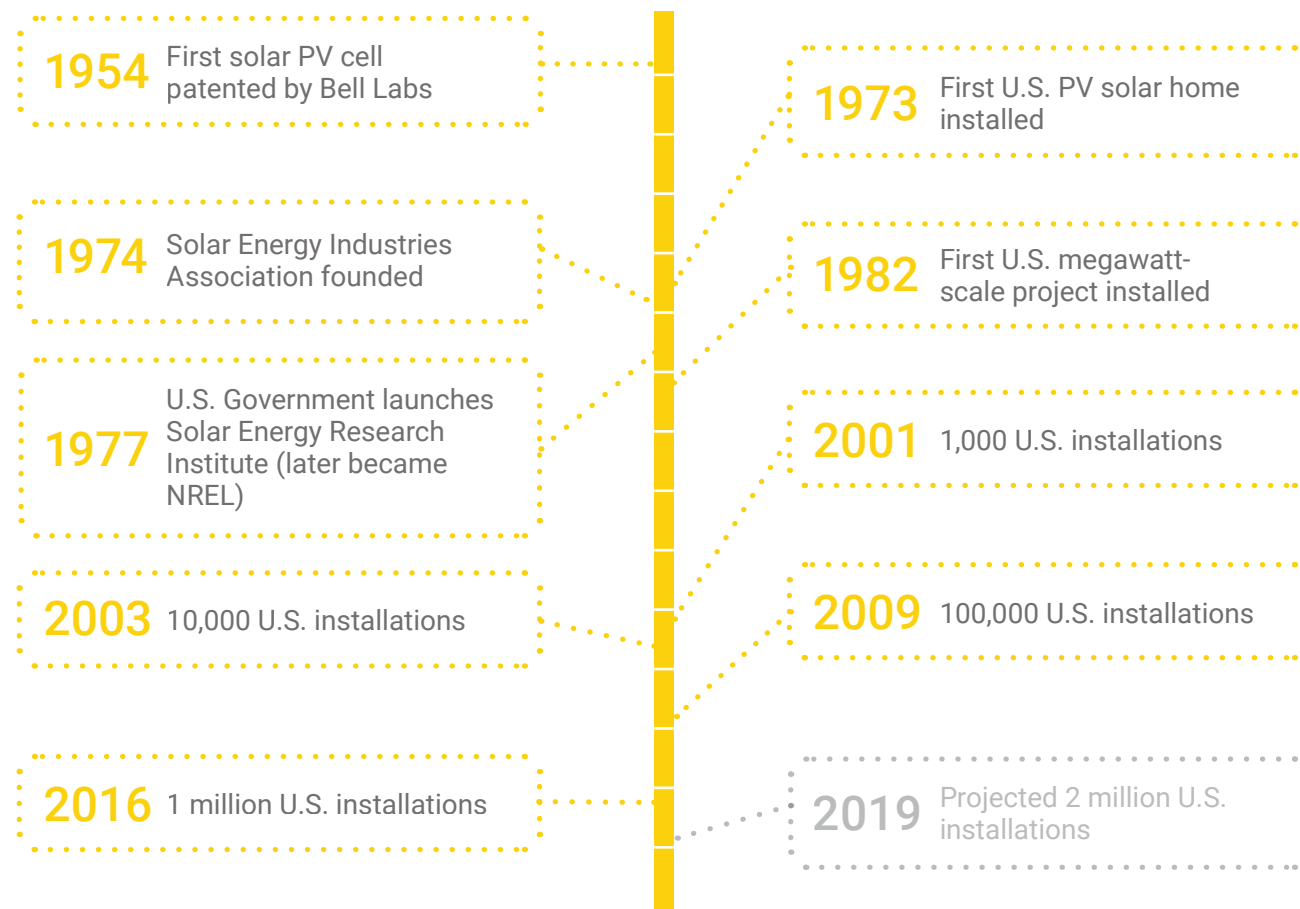 1954
First solar PV cell
patented by Bell Labs
1973
First U.S. PV solar home
installed
1974
Solar Energy Industries
Association founded
1982
First U.S. megawatt-
scale project installed
1977
U.S. Government launches
Solar Energy Research
Institute (later became
NREL)
2001
1,000 U.S. installations
2003
10,000 U.S. installations
2009
100,000 U.S. installations
2016
1 million U.S. installations
2019
Projected 2 million U.S.
installations